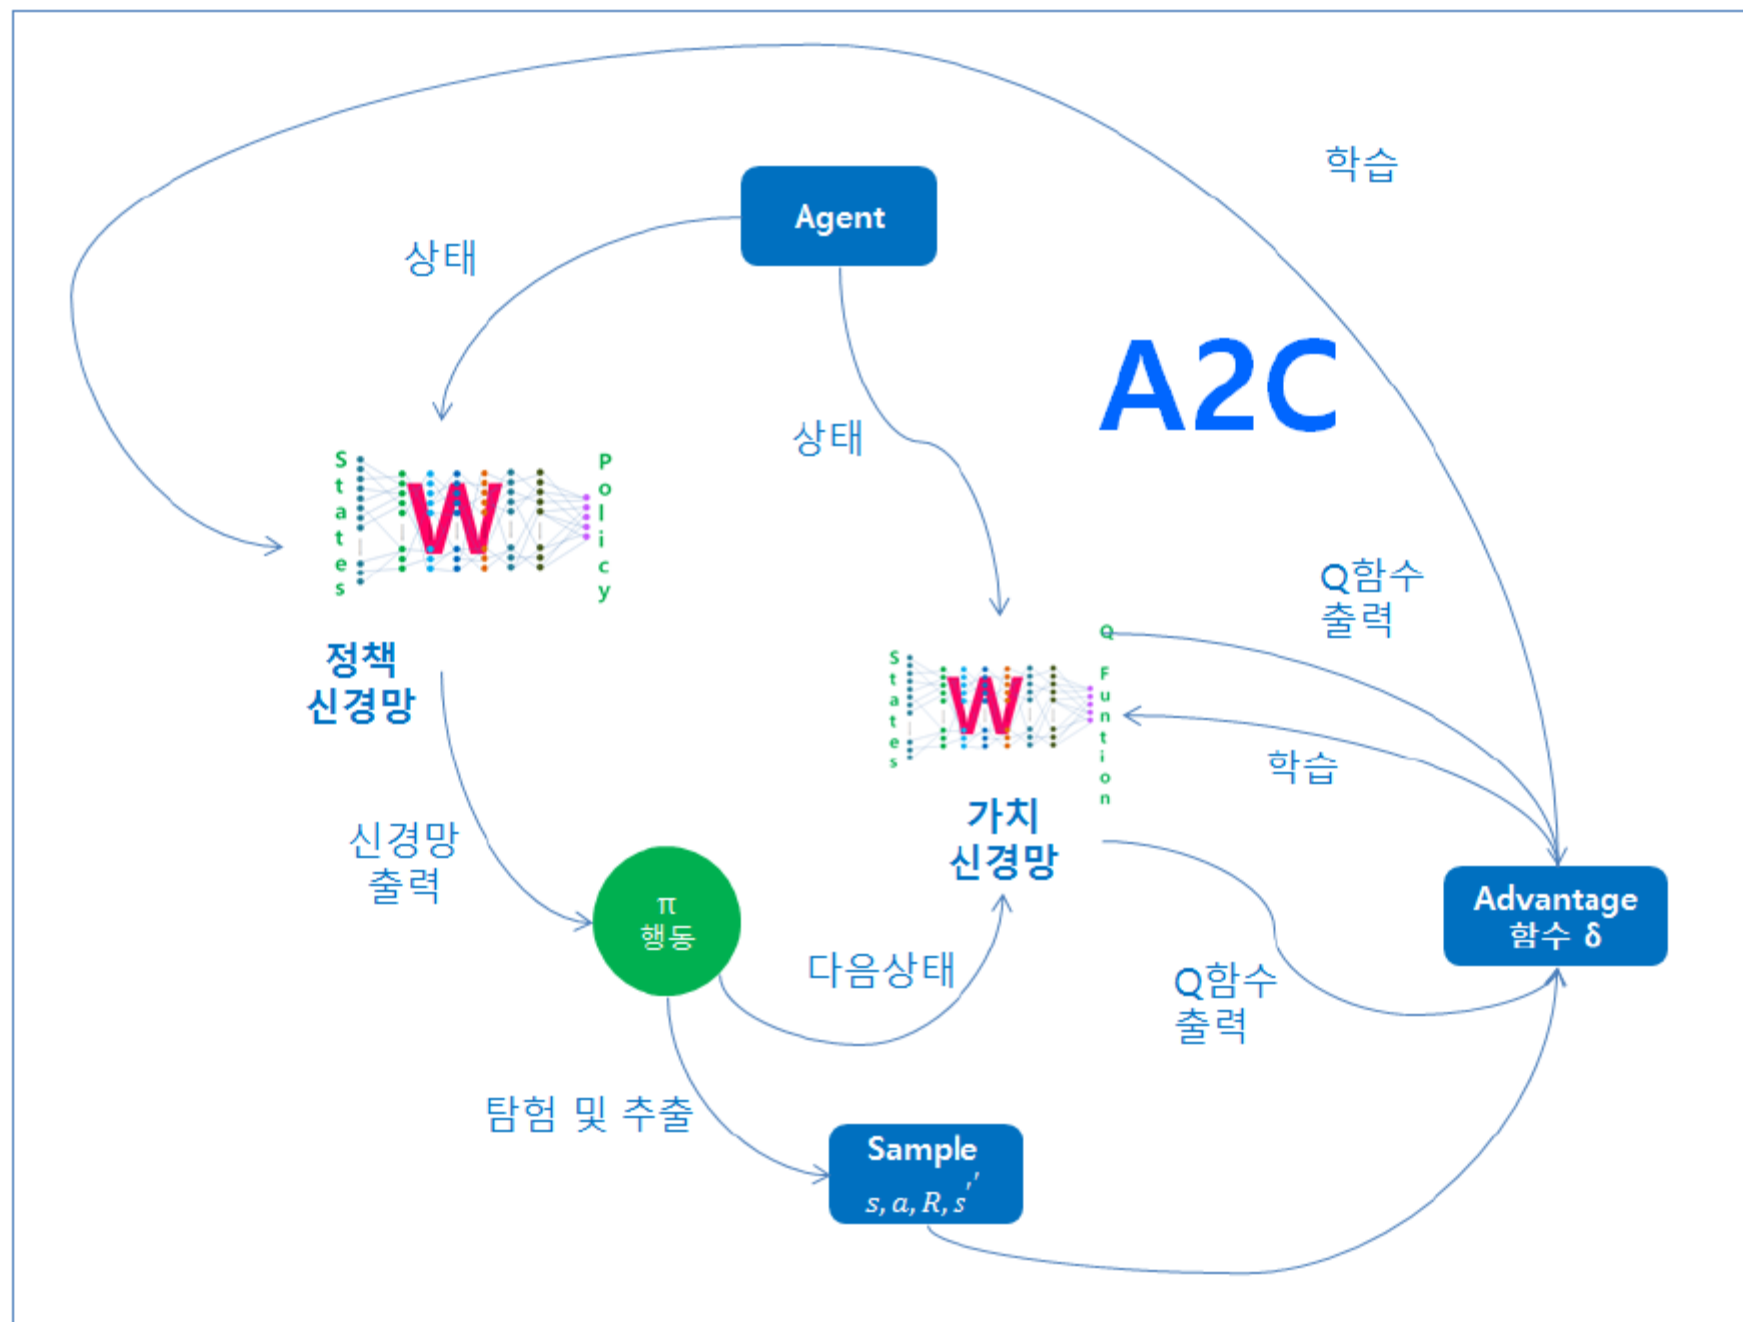 학습
Agent
상태
A2C
상태
States
W
Policy
정책
신경망
Q함수
출력
States
W
Q Funtion
학습
가치
신경망
신경망
출력
π
행동
Advantage
함수 δ
다음상태
Q함수
출력
탐험 및 추출
Sample
s, a, R, s′′